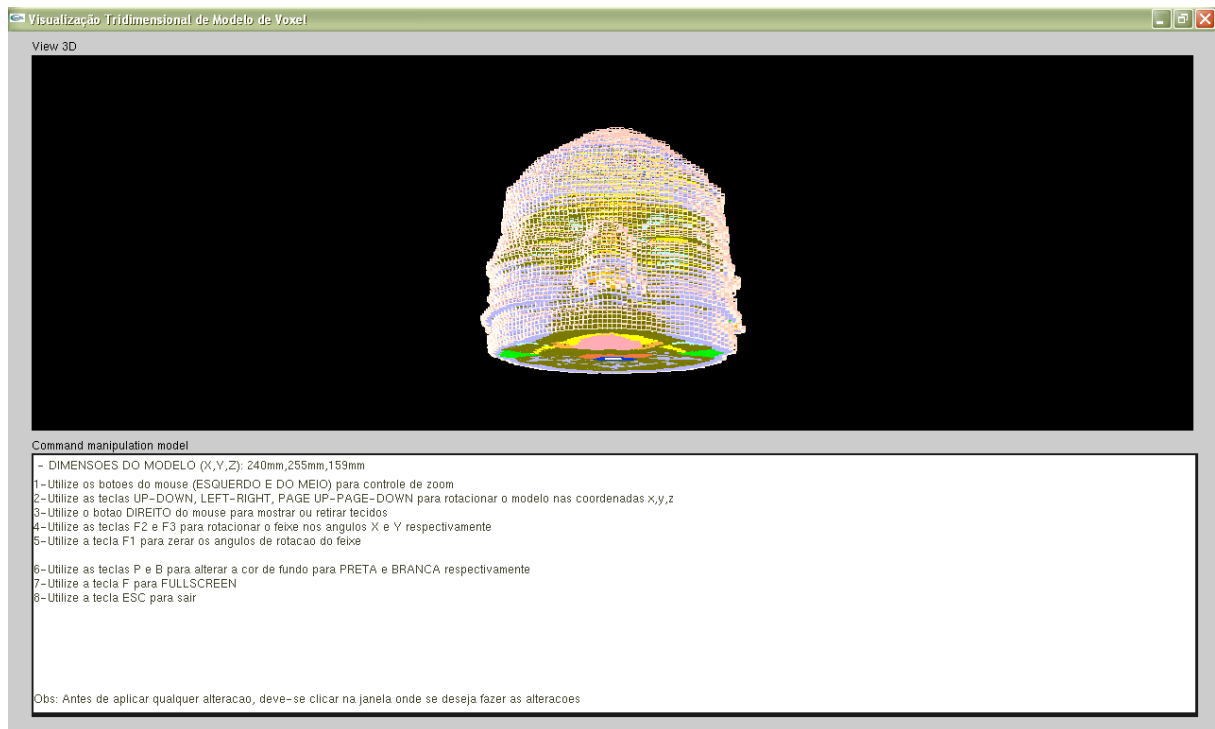 Visualização Tridimensional de Modelo de Voxel
View 3D
Command manipulation model
- DIMENSOES DO MODELO (X,Y,Z): 240mm,255mm,159mm
1-Utilize os botoes do mouse (ESQUERDO E DO MEIO) para controle de zoom
2-Utilize as teclas UP-DOWN, LEFT-RIGHT, PAGE UP-PAGE-DOWN para rotacionar o modelo nas coordenadas x,y,z
3-Utilize o botao DIREITO do mouse para mostrar ou retirar tecidos
4-Utilize as teclas F2 e F3 para rotacionar o feixe nos angulos X e Y respectivamente
5-Utilize a tecla F1 para zerar os angulos de rotacao do feixe
6-Utilize as teclas P e B para alterar a cor de fundo para PRETA e BRANCA respectivamente
7-Utilize a tecla F para FULLSCREEN
8-Utilize a tecla ESC para sair
Obs: Antes de aplicar qualquer alteracao, deve-se clicar na janela onde se deseja fazer as alteracoes